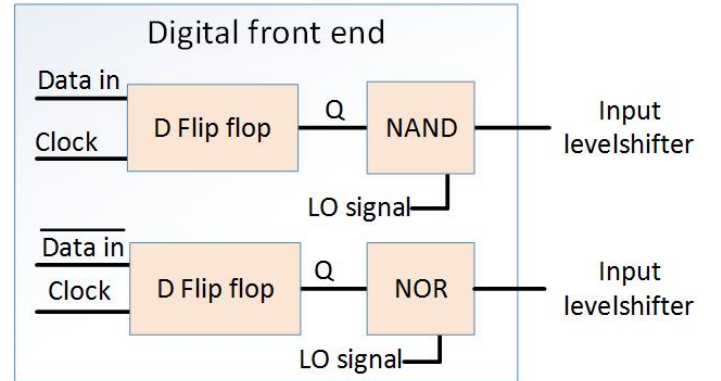 Digital front end
Data in
Clock
D Flip flop
Q
NAND
LO signal
Input
levelshifter
Data in
Clock
D Flip flop
Q
NOR
LO signal
Input
levelshifter